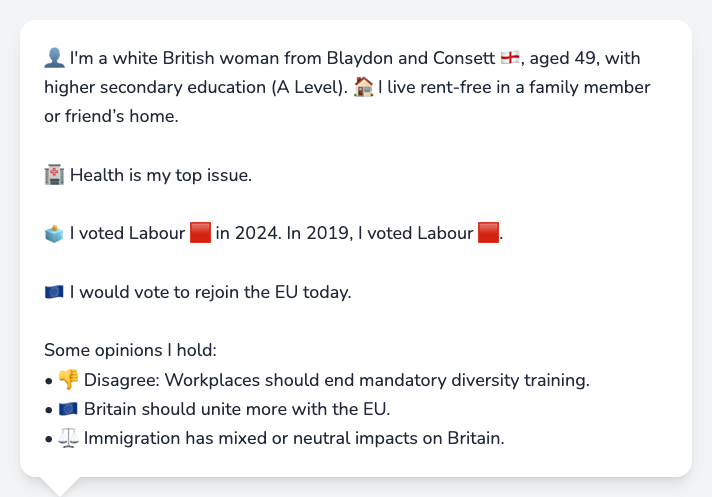 👤 I'm a white British woman from Blaydon and Consett 🏴󠁧󠁢󠁥󠁮󠁧󠁿, aged 49, with
higher secondary education (A Level). 🏠 I live rent-free in a family member
or friend’s home.
🏥 Health is my top issue.
🗳️ I voted Labour 🟥 in 2024. In 2019, I voted Labour 🟥.
🇪🇺 I would vote to rejoin the EU today.
Some opinions I hold:
• 👎 Disagree: Workplaces should end mandatory diversity training.
• 🇪🇺 Britain should unite more with the EU.
• ⚖️ Immigration has mixed or neutral impacts on Britain.